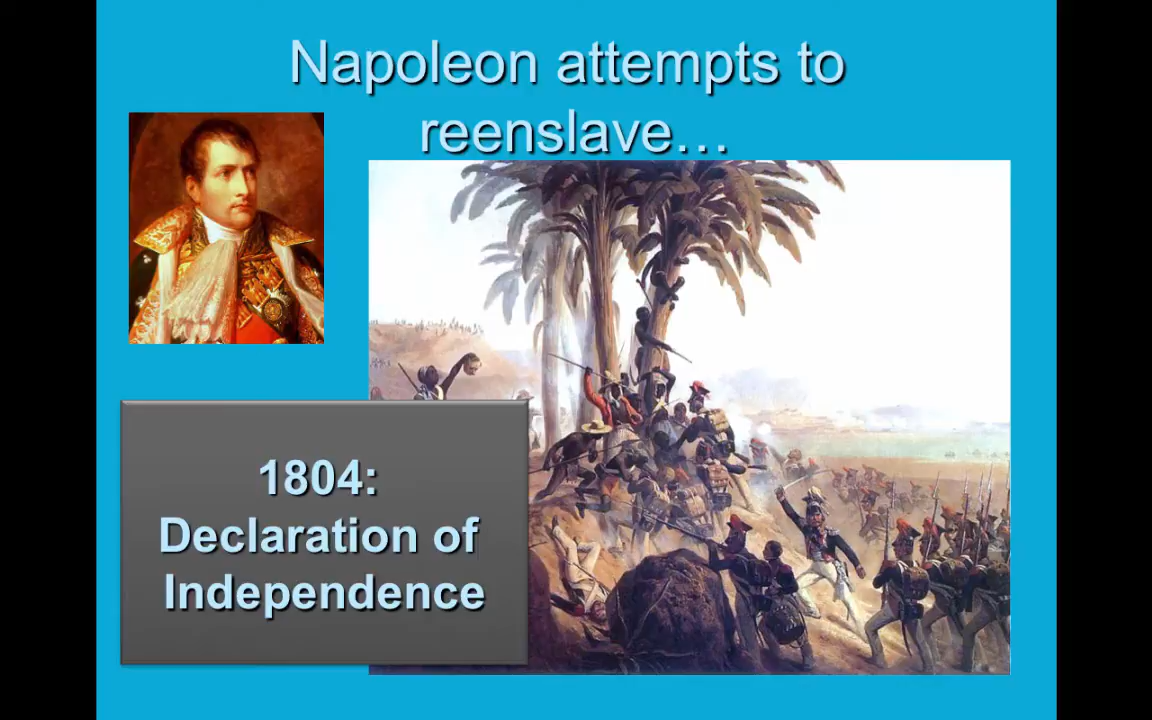 Napoleon attempts to
reenslave…
1804:
Declaration of
Independence